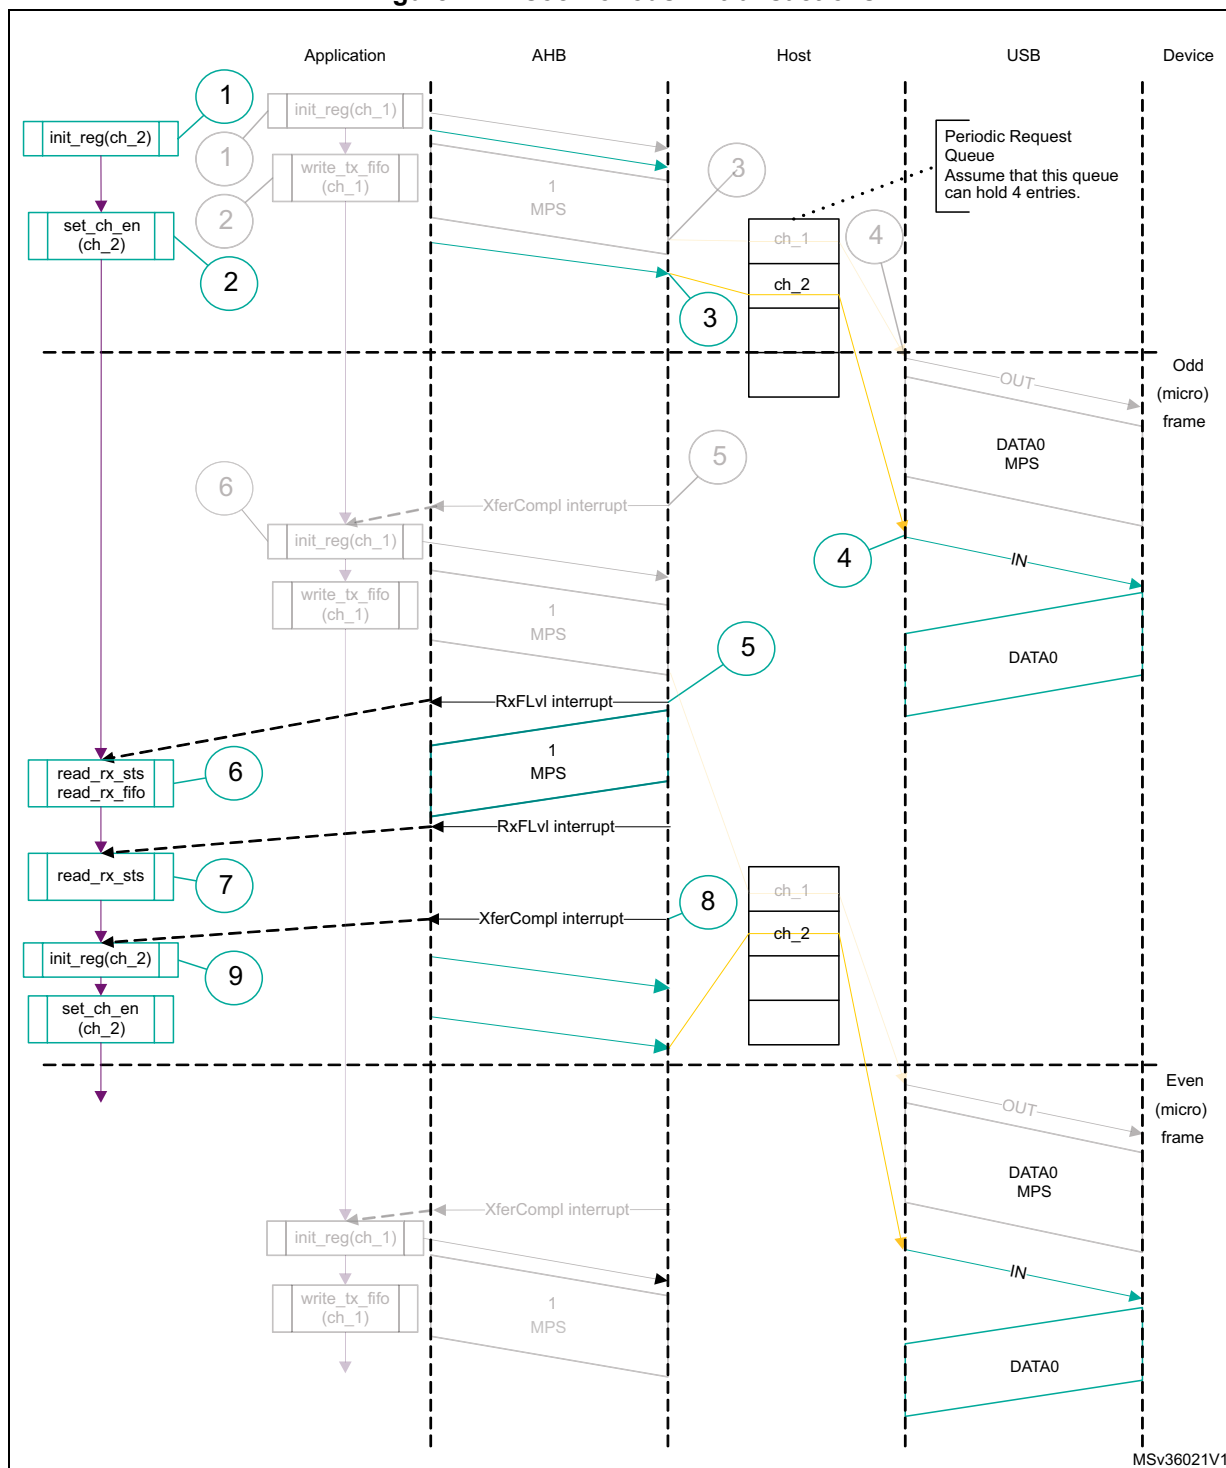 Application
AHB
Host
USB
Device
1
init_reg(ch_1)
init_reg(ch_2)
1
Periodic Request
Queue
Assume that this queue
can hold 4 entries.
write_tx_fifo
(ch_1)
1
MPS
3
2
set_ch_en
(ch_2)
4
ch_1
2
ch_2
3
Odd
(micro)
frame
OUT
DATA0
MPS
5
6
XferCompl interrupt
init_reg(ch_1)
4
IN
write_tx_fifo
(ch_1)
1
MPS
5
DATA0
RxFLvl interrupt
1
MPS
read_rx_sts
read_rx_fifo
6
RxFLvl interrupt
read_rx_sts
7
ch_1
8
XferCompl interrupt
ch_2
init_reg(ch_2)
9
set_ch_en
(ch_2)
Even
(micro)
frame
OUT
DATA0
MPS
XferCompl interrupt
init_reg(ch_1)
IN
write_tx_fifo
(ch_1)
1
MPS
DATA0
MSv36021V1